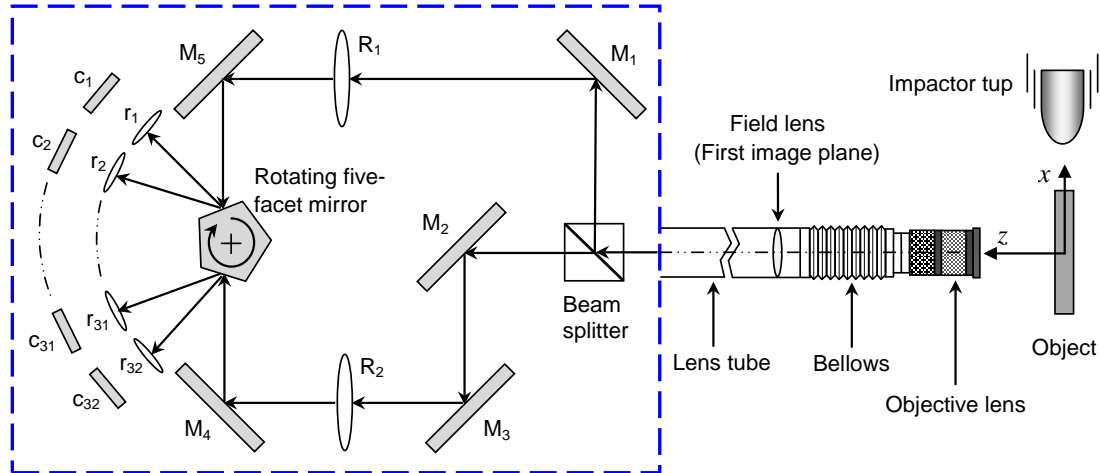 M₅
R₁
M₁
c₁
r₁
c₂
r₂
Rotating five-
facet mirror
M₂
Field lens
(First image plane)
Impactor tup
x
z
Beam
splitter
r₃₁
c₃₁
r₃₂
c₃₂
R₂
M₄
M₃
Lens tube
Bellows
Object
Objective lens